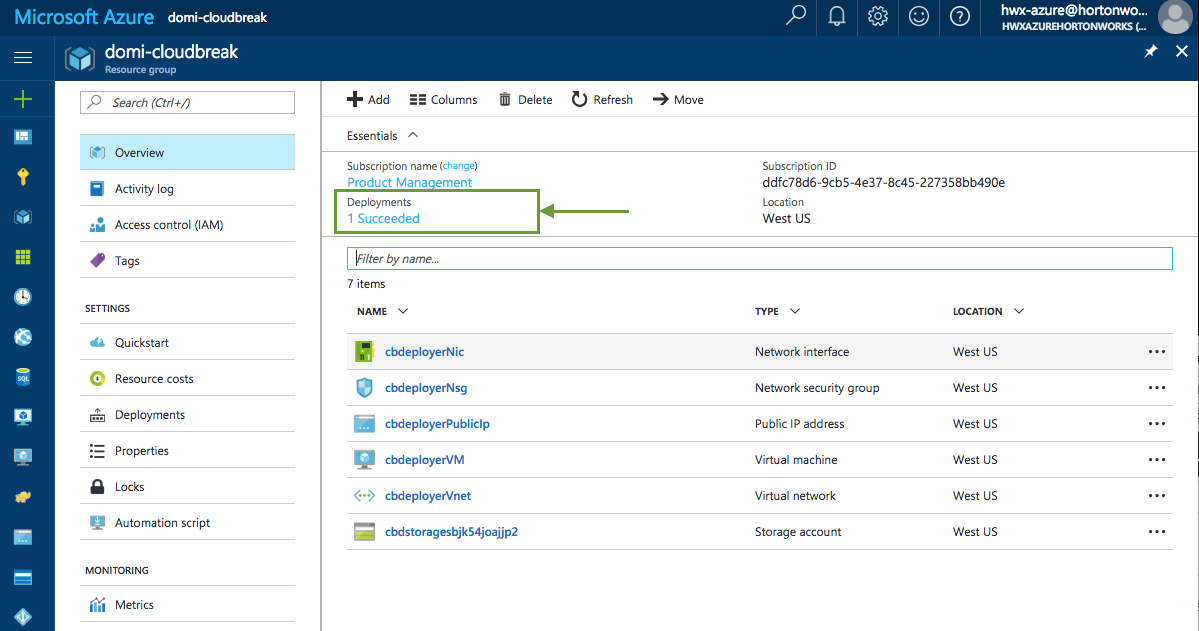 Microsoft Azure domi-cloudbreak
hwx-azure@hortonwo...
HWXAZUREHORTONWORKS (...
domi-cloudbreak
Resource group
Search (Ctrl+/)
Overview
Activity log
Access control (IAM)
Tags
SETTINGS
Quickstart
Resource costs
Deployments
Properties
Locks
Automation script
MONITORING
Metrics
Add Columns Delete Refresh Move
Essentials
Subscription name (change)
Product Management
Deployments
1 Succeeded
Subscription ID
ddfc78d6-9cb5-4e37-8c45-227358bb490e
Location
West US
Filter by name...
7 items
NAME TYPE LOCATION
cbdeployerNic Network interface West US ...
cbdeployerNsg Network security group West US ...
cbdeployerPublicIp Public IP address West US ...
cbdeployerVM Virtual machine West US ...
cbdeployerVnet Virtual network West US ...
cbdstoragesbjk54joajjp2 Storage account West US ...
SQL